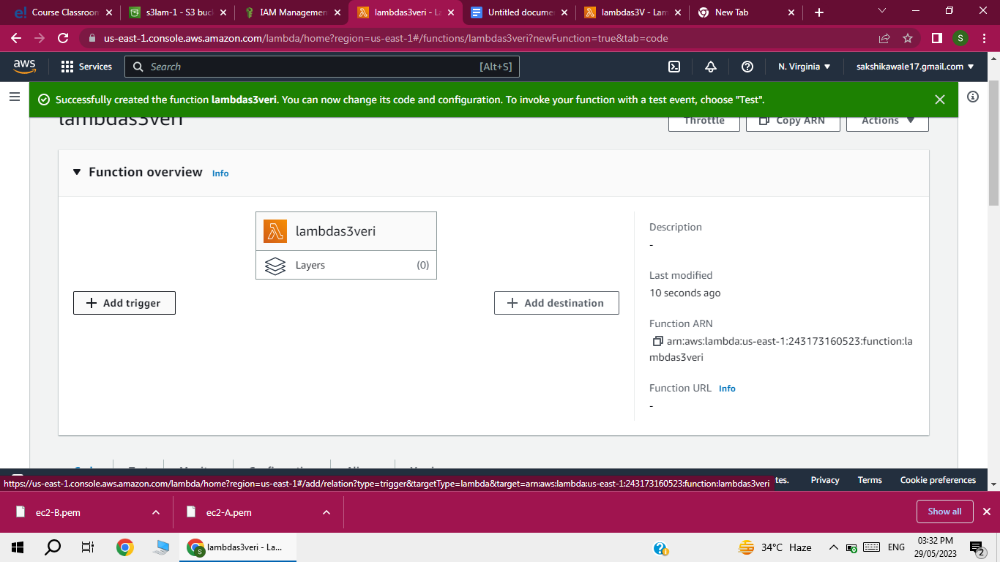 Course Classroom
s3lam-1 - S3 buc
IAM Managemen
lambdas3veri - La
Untitled docume
lambdas3V - Lam
New Tab
us-east-1.console.aws.amazon.com/lambda/home?region=us-east-1#/functions/lambdas3veri?newFunction=true&tab=code
S
aws
Services
Search
[Alt+S]
N. Virginia
sakshikawale17.gmail.com
Successfully created the function lambdas3veri. You can now change its code and configuration. To invoke your function with a test event, choose "Test".
lambdas3veri
Throttle
Copy ARN
Actions
Function overview Info
lambdas3veri
Layers (0)
Add trigger
Add destination
Description
-
Last modified
10 seconds ago
Function ARN
arn:aws:lambda:us-east-1:243173160523:function:la
mbdas3veri
Function URL Info
-
https://us-east-1.console.aws.amazon.com/lambda/home?region=us-east-1#/add/relation?type=trigger&targetType=lambda&target=arn:aws:lambda:us-east-1:243173160523:function:lambdas3veri
tes.
Privacy
Terms
Cookie preferences
ec2-B.pem
ec2-A.pem
Show all
lambdas3veri - La...
34°C Haze
ENG
03:32 PM
29/05/2023
2